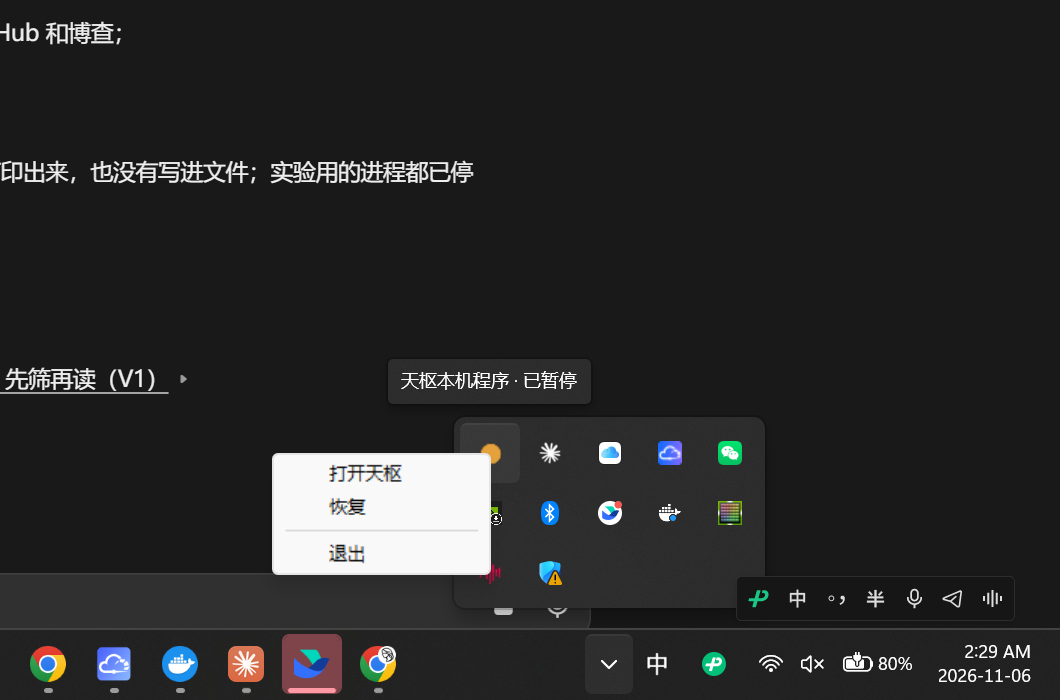 Hub 和博查；
印出来，也没有写进文件；实验用的进程都已停
先筛再读（V1）
天枢本机程序 · 已暂停
打开天枢
恢复
退出
中 °， 半
中
80%
2:29 AM
2026-11-06